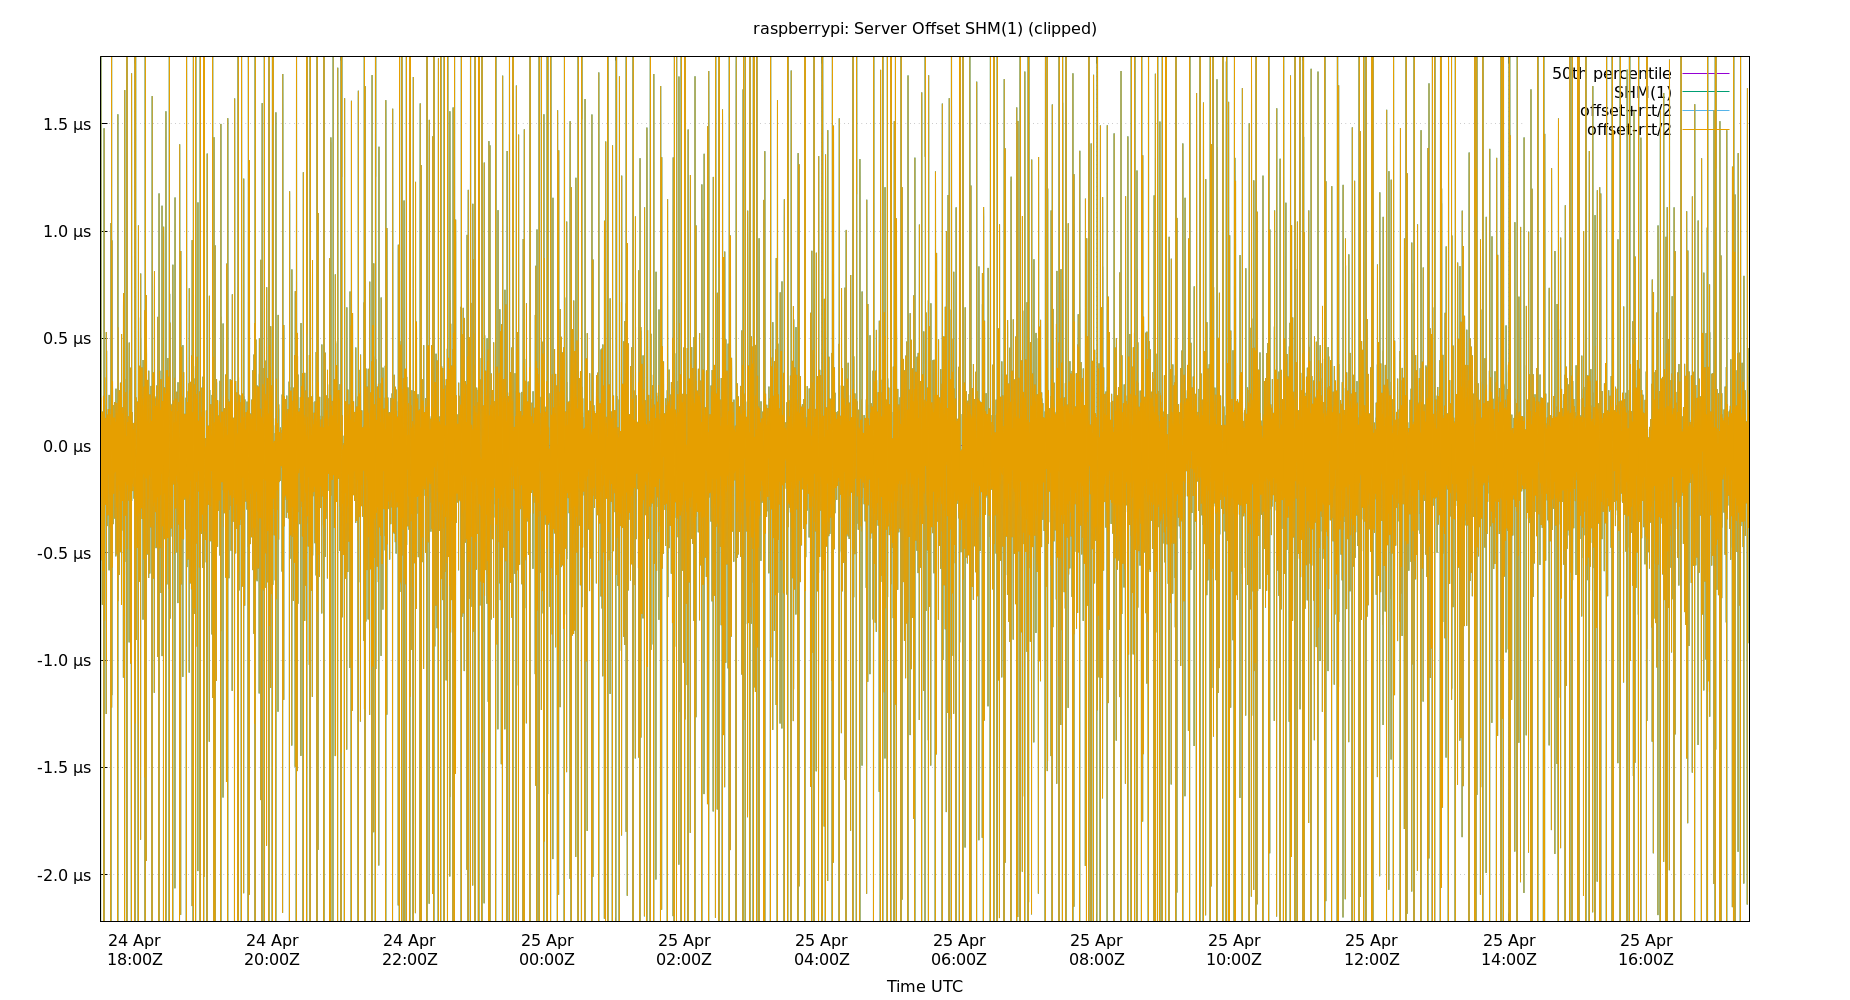 raspberrypi: Server Offset SHM(1) (clipped)
50th percentile
SHM(1)
offset+rtt/2
offset-rtt/2
1.5 µs
1.0 µs
0.5 µs
0.0 µs
-0.5 µs
-1.0 µs
-1.5 µs
-2.0 µs
24 Apr 24 Apr 24 Apr 25 Apr 25 Apr 25 Apr 25 Apr 25 Apr 25 Apr 25 Apr 25 Apr 25 Apr
18:00Z 20:00Z 22:00Z 00:00Z 02:00Z 04:00Z 06:00Z 08:00Z 10:00Z 12:00Z 14:00Z 16:00Z
Time UTC